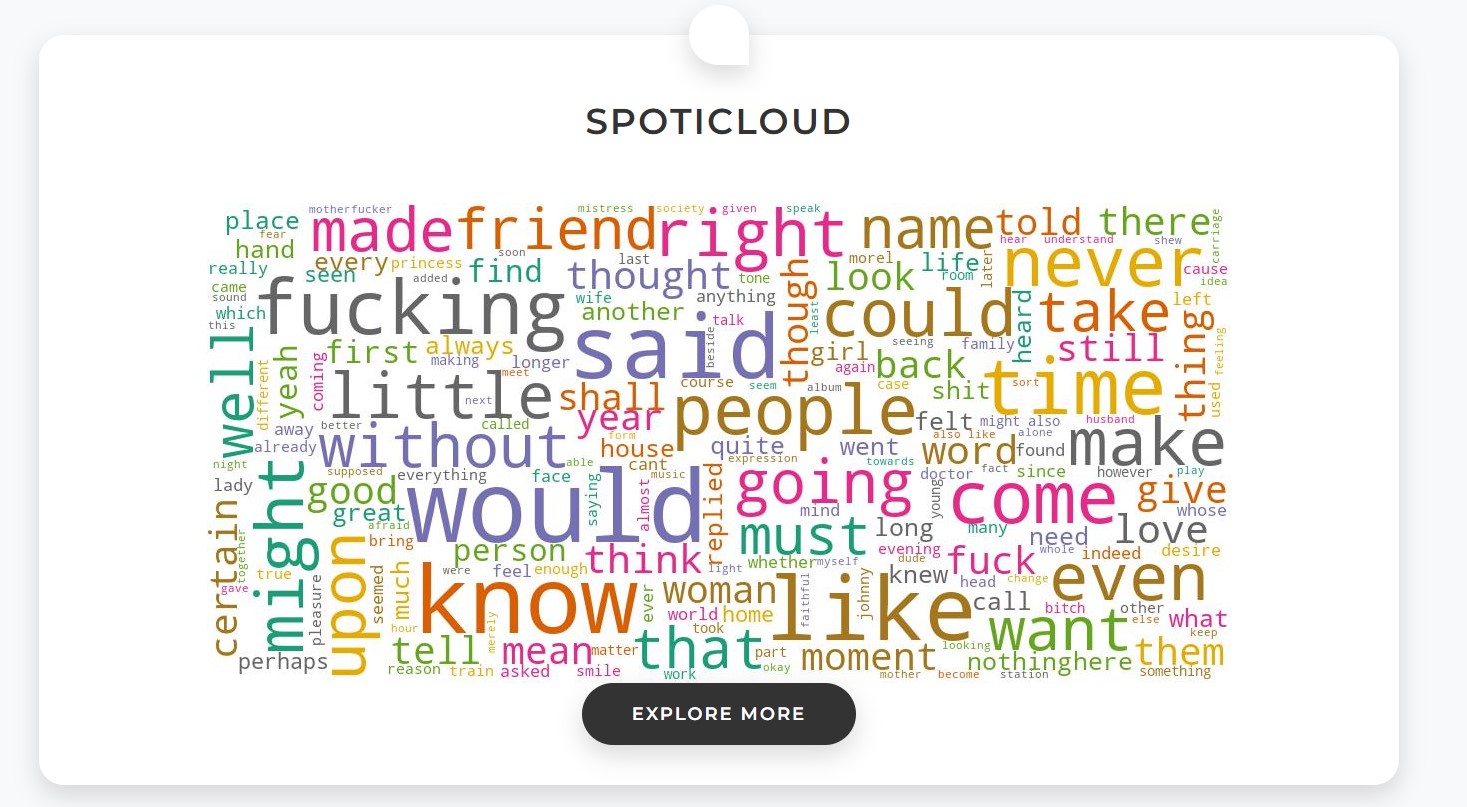 SPOTICLOUD
motherfucker mistress society given speak
place made friend right name told there
fear hand soon hear understand shew carriage
every princess find last thought tone morel look life room later never cause idea
really seen added wife anything
came sound which this fucking another talk said beside though least could heard take left
well different yeah coming first always making longer meet little next
girl seeing family still thing feeling used
course seem album again back case shit time sort
shall year people felt might also alone husband
away better called form house quite went also like word found make
already without able cant expression towards doctor fact since however play
night supposed everything face music
lady good would saying almost replied going mind young come give whose
great afraid bring must long many need love
certain together might upon person think light whether myself evening dude fuck whole indeed desire
true gave pleasure seemed much were feel enough know ever woman faithful like johnny knew head change even
world home call bitch other else what keep
hour merely took want
perhaps tell mean matter that part moment looking nothing here them
reason train asked smile work okay mother become station something
EXPLORE MORE